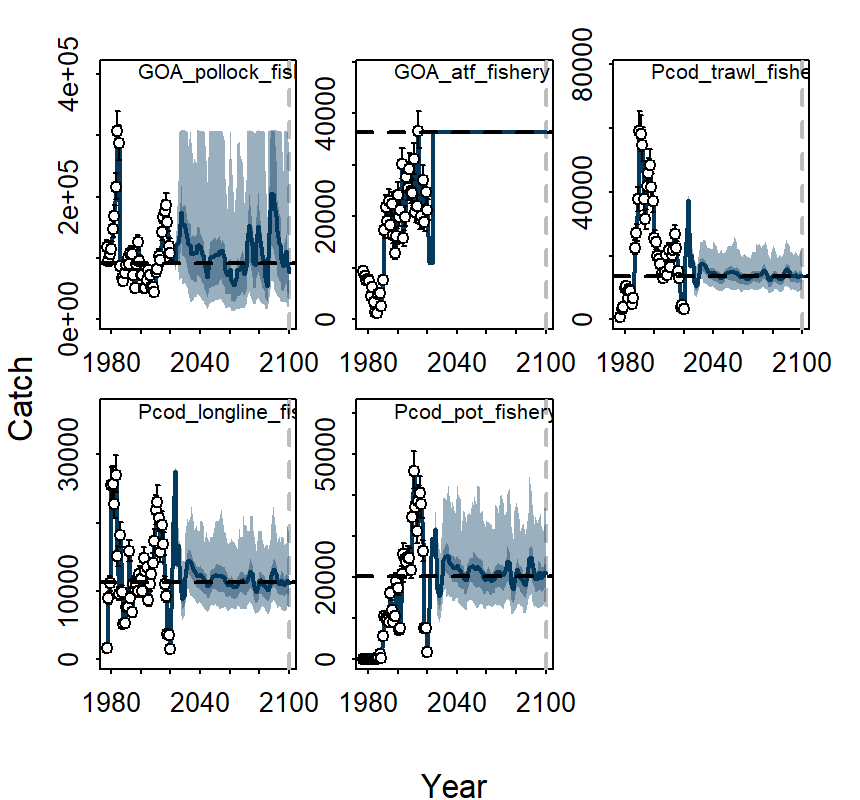 GOA_pollock_fisl
GOA_atf_fishery
Pcod_trawl_fishe
0e+00 2e+05 4e+05
0 20000 40000
0 40000 80000
1980 2040 2100
1980 2040 2100
1980 2040 2100
Catch
Pcod_longline_fis
Pcod_pot_fishery
0 10000 30000
0 20000 50000
1980 2040 2100
1980 2040 2100
Year